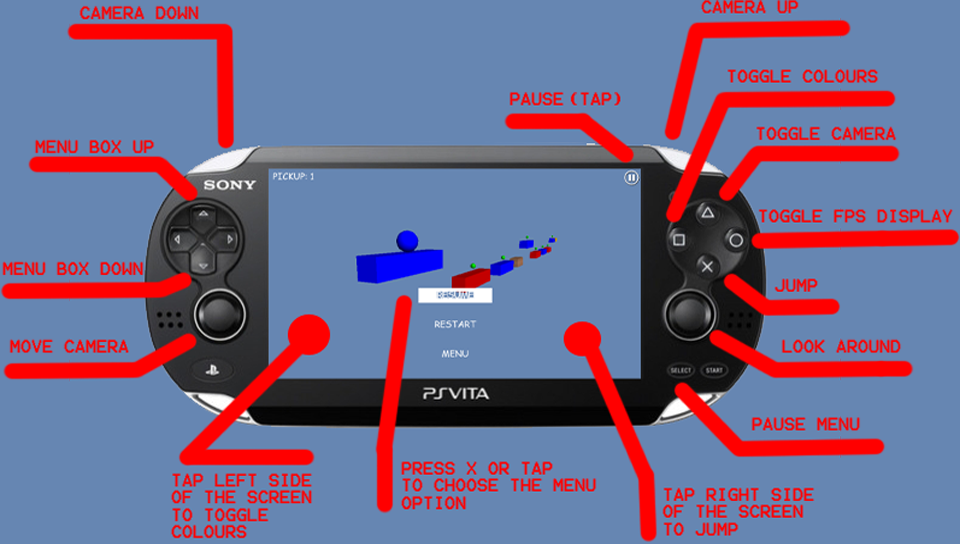 CAMERA DOWN
CAMERA UP
TOGGLE COLOURS
PAUSE (TAP)
TOGGLE CAMERA
MENU BOX UP
PICKUP: 1
SONY
TOGGLE FPS DISPLAY
MENU BOX DOWN
JUMP
RESTART
MOVE CAMERA
LOOK AROUND
MENU
SELECT
START
PSVITA
PAUSE MENU
TAP LEFT SIDE
OF THE SCREEN
TO TOGGLE
COLOURS
PRESS X OR TAP
TO CHOOSE THE MENU
OPTION
TAP RIGHT SIDE
OF THE SCREEN
TO JUMP